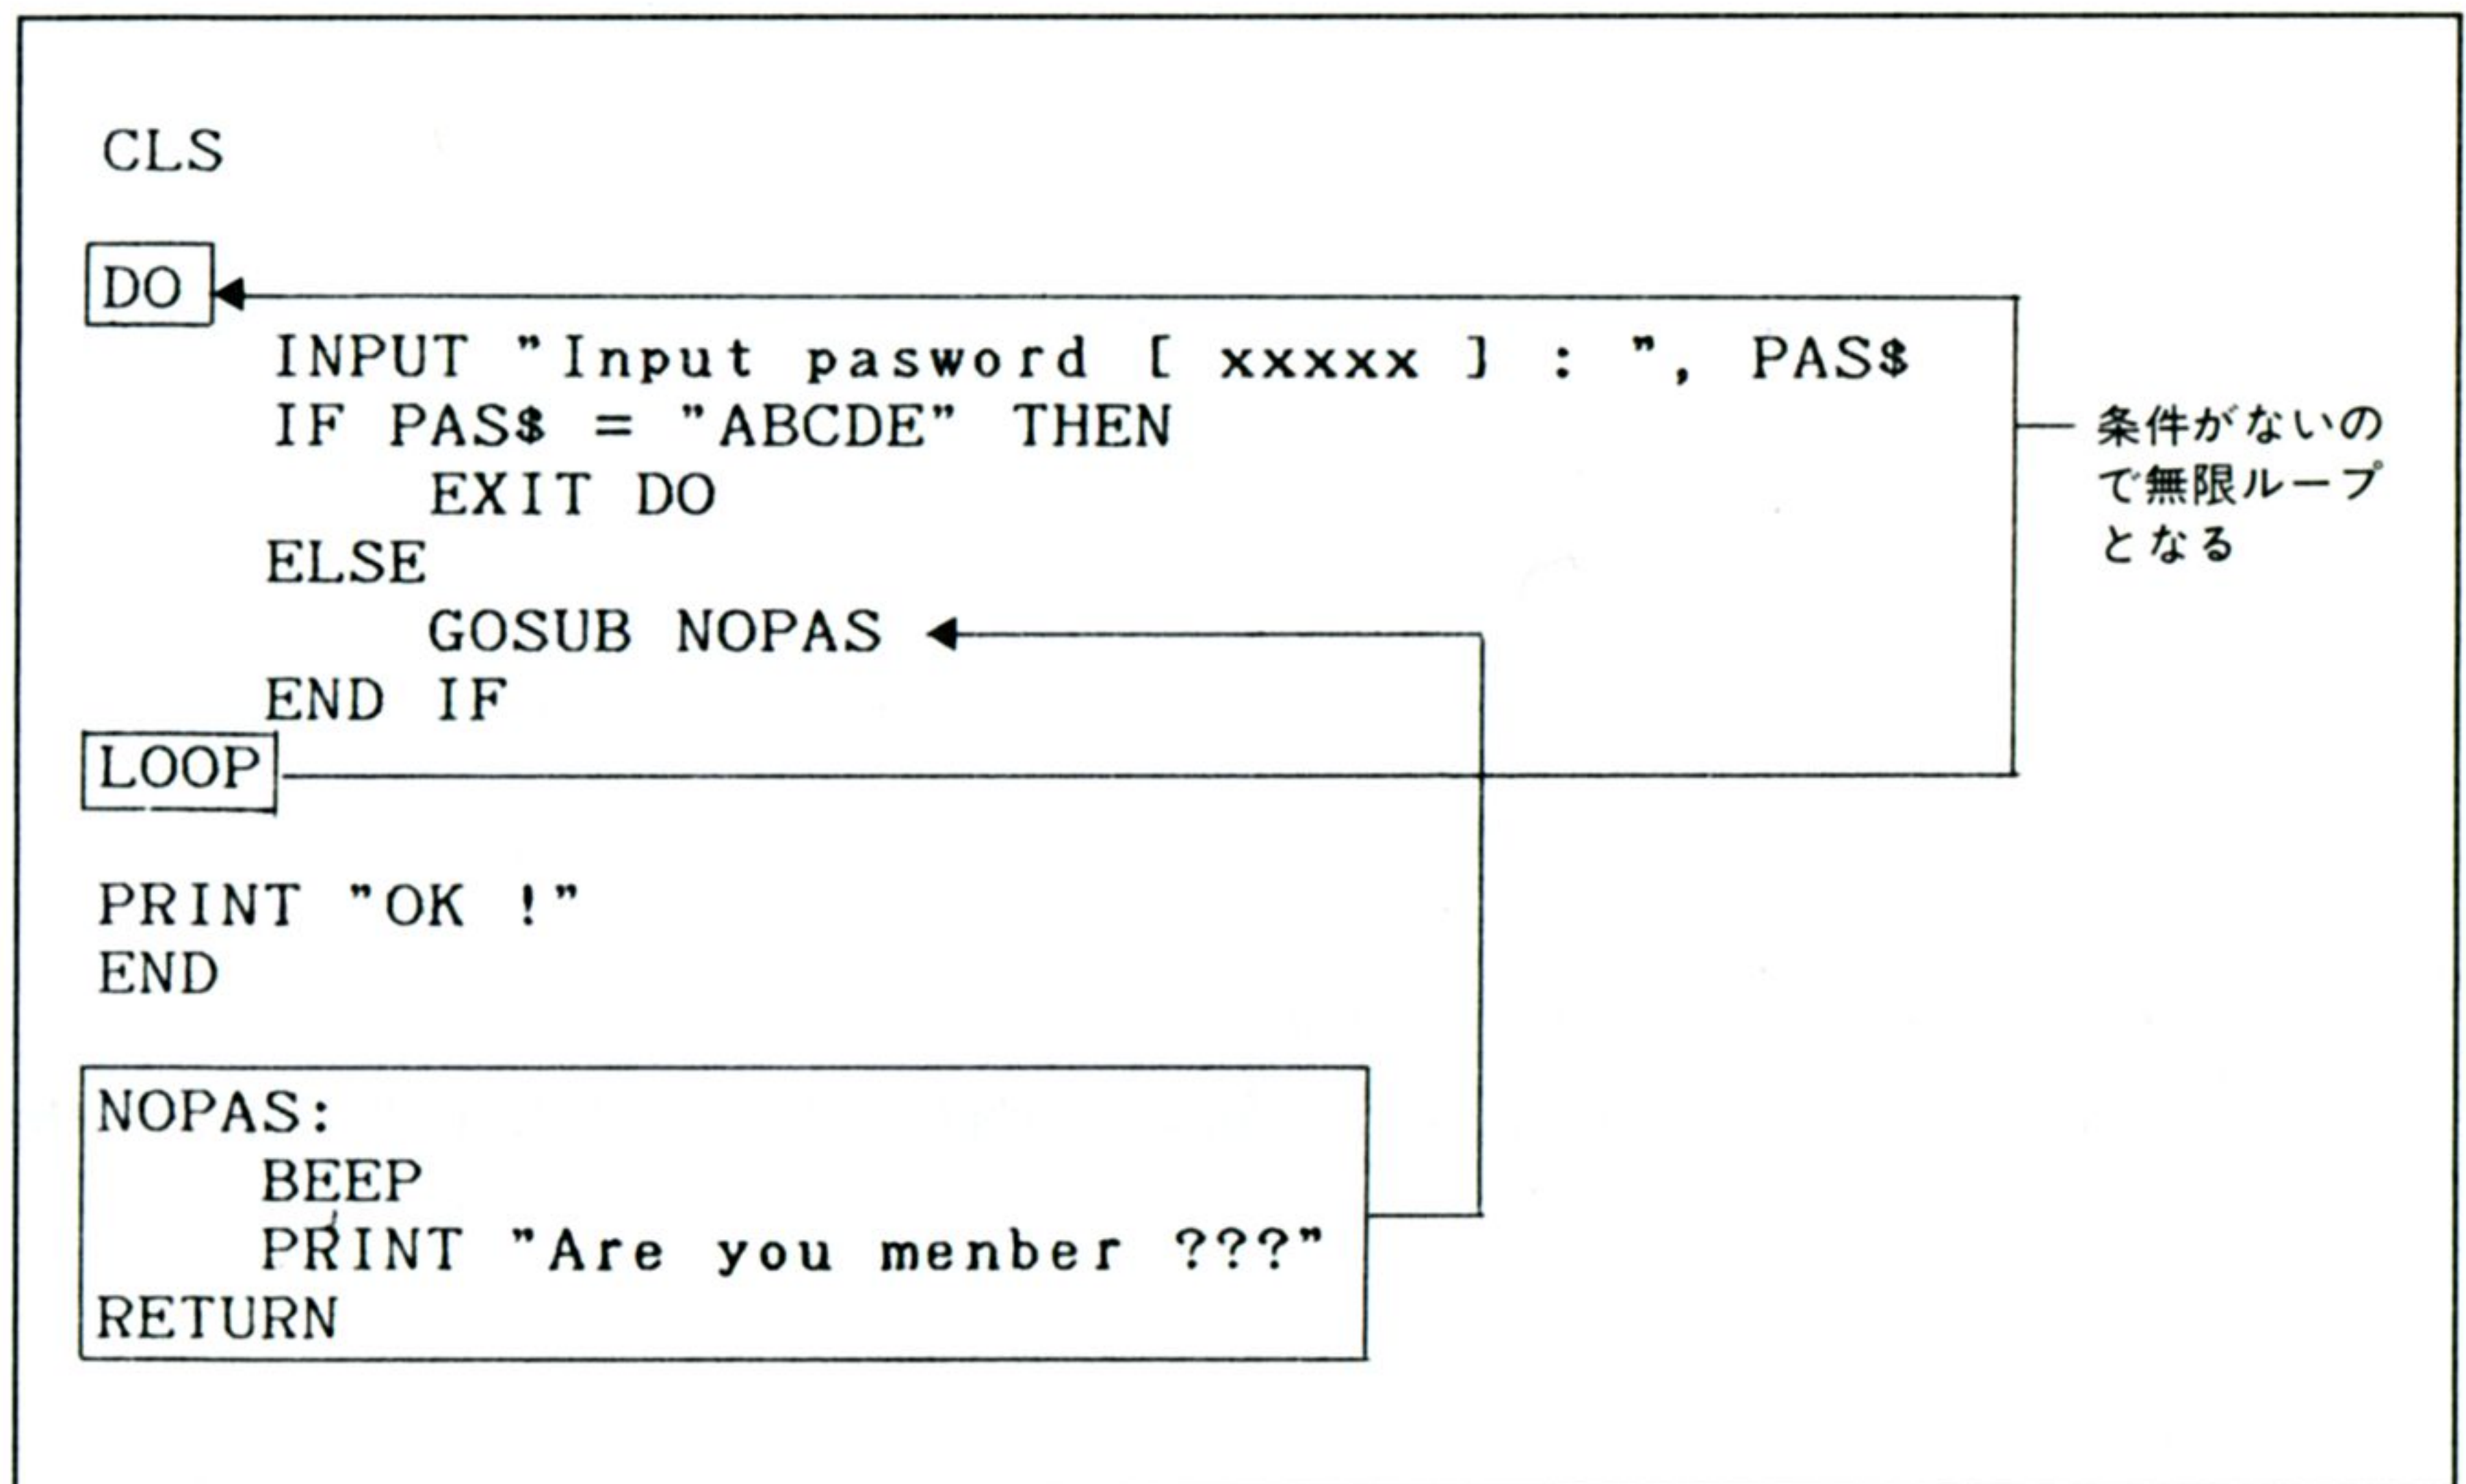 CLS
DO
INPUT "Input pasword [ xxxxx ] : ", PAS$
IF PAS$ = "ABCDE" THEN
EXIT DO
ELSE
GOSUB NOPAS
END IF
LOOP
条件がないの
で無限ループ
となる
PRINT "OK !"
END
NOPAS:
BEEP
PRINT "Are you menber ???"
RETURN